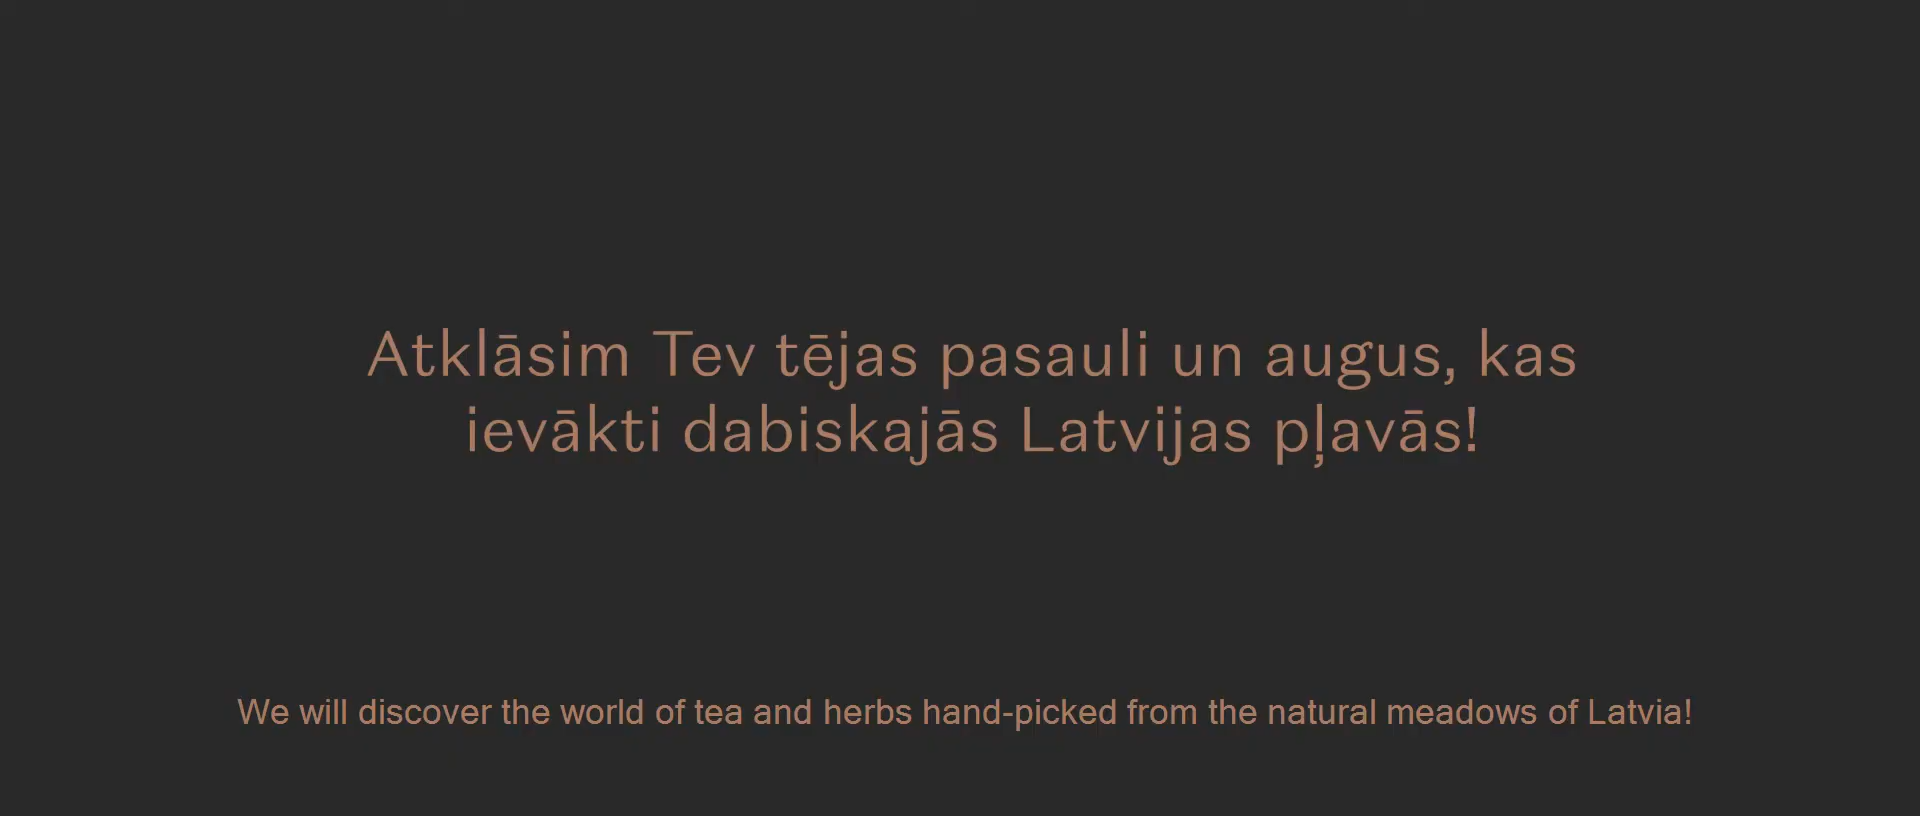 Atklāsim Tev tējas pasauli un augus, kas
ievākti dabiskajās Latvijas pļavās!
We will discover the world of tea and herbs hand-picked from the natural meadows of Latvia!